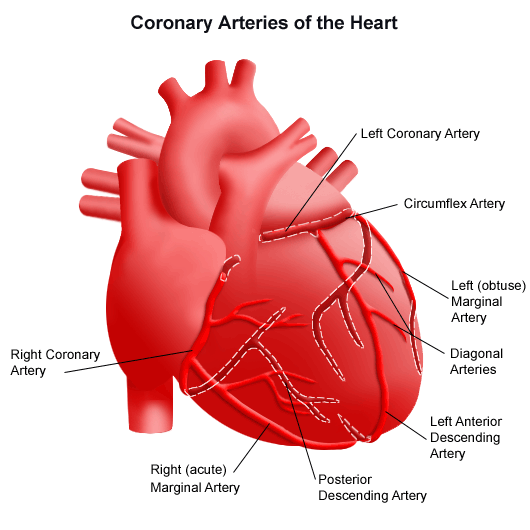 Coronary Arteries of the Heart
Left Coronary Artery
Circumflex Artery
Left (obtuse)
Marginal
Artery
Diagonal
Arteries
Right Coronary
Artery
Left Anterior
Descending
Artery
Right (acute)
Marginal Artery
Posterior
Descending Artery